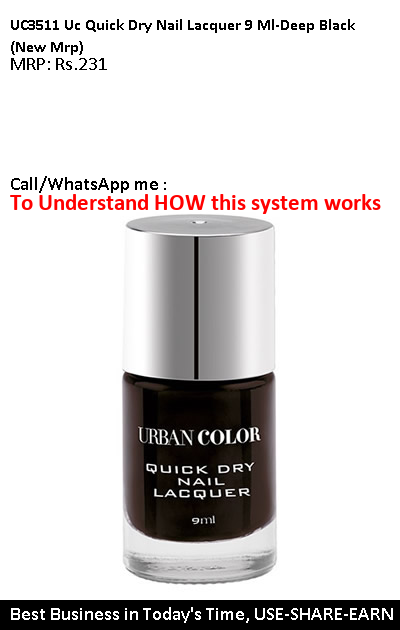 UC3511 Uc Quick Dry Nail Lacquer 9 Ml-Deep Black
(New Mrp)
MRP: Rs.231
Call/WhatsApp me :
To Understand HOW this system works
URBAN COLOR
QUICK DRY
NAIL
LACQUER
9ml
Best Business in Today's Time, USE-SHARE-EARN